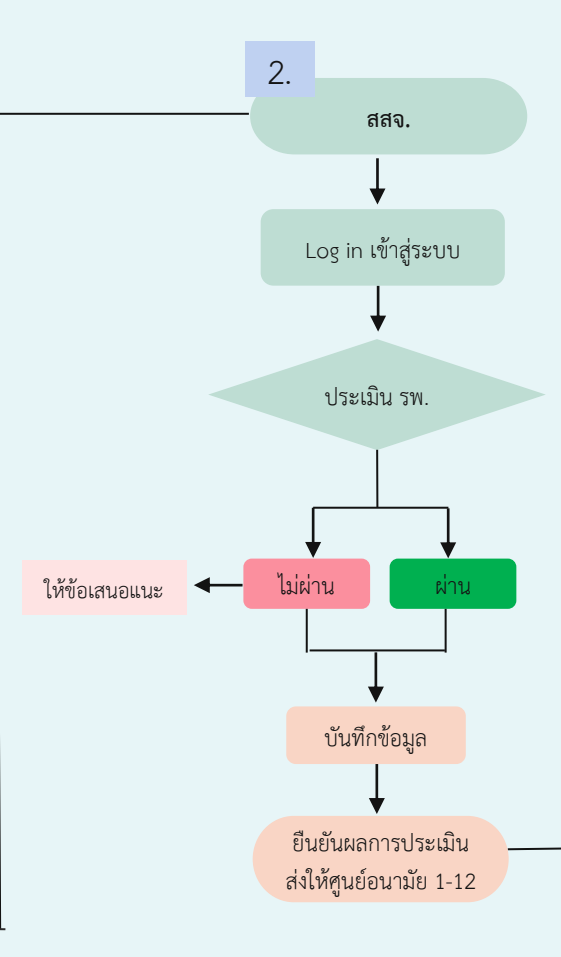 2.
สสจ.
Log in เข้าสู่ระบบ
ประเมิน รพ.
ให้ข้อเสนอแนะ
ไม่ผ่าน
ผ่าน
บันทึกข้อมูล
ยืนยันผลการประเมิน
ส่งให้ศูนย์อนามัย 1-12